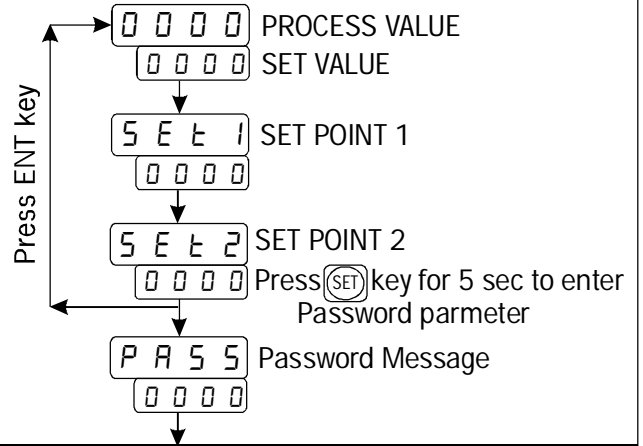 0 0 0 0 PROCESS VALUE
0 0 0 0 SET VALUE
S E t 1 SET POINT 1
0 0 0 0
S E t 2 SET POINT 2
0 0 0 0 Press SET key for 5 sec to enter
Password parmeter
P A S S Password Message
0 0 0 0
Press ENT key